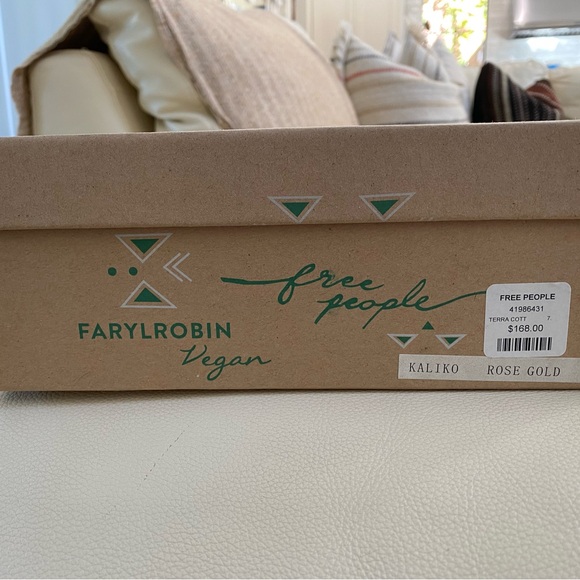 FARYLROBIN
Vegan
free
people
FREE PEOPLE
41986431
TERRA COTT 7
$168.00
KALIKO ROSE GOLD